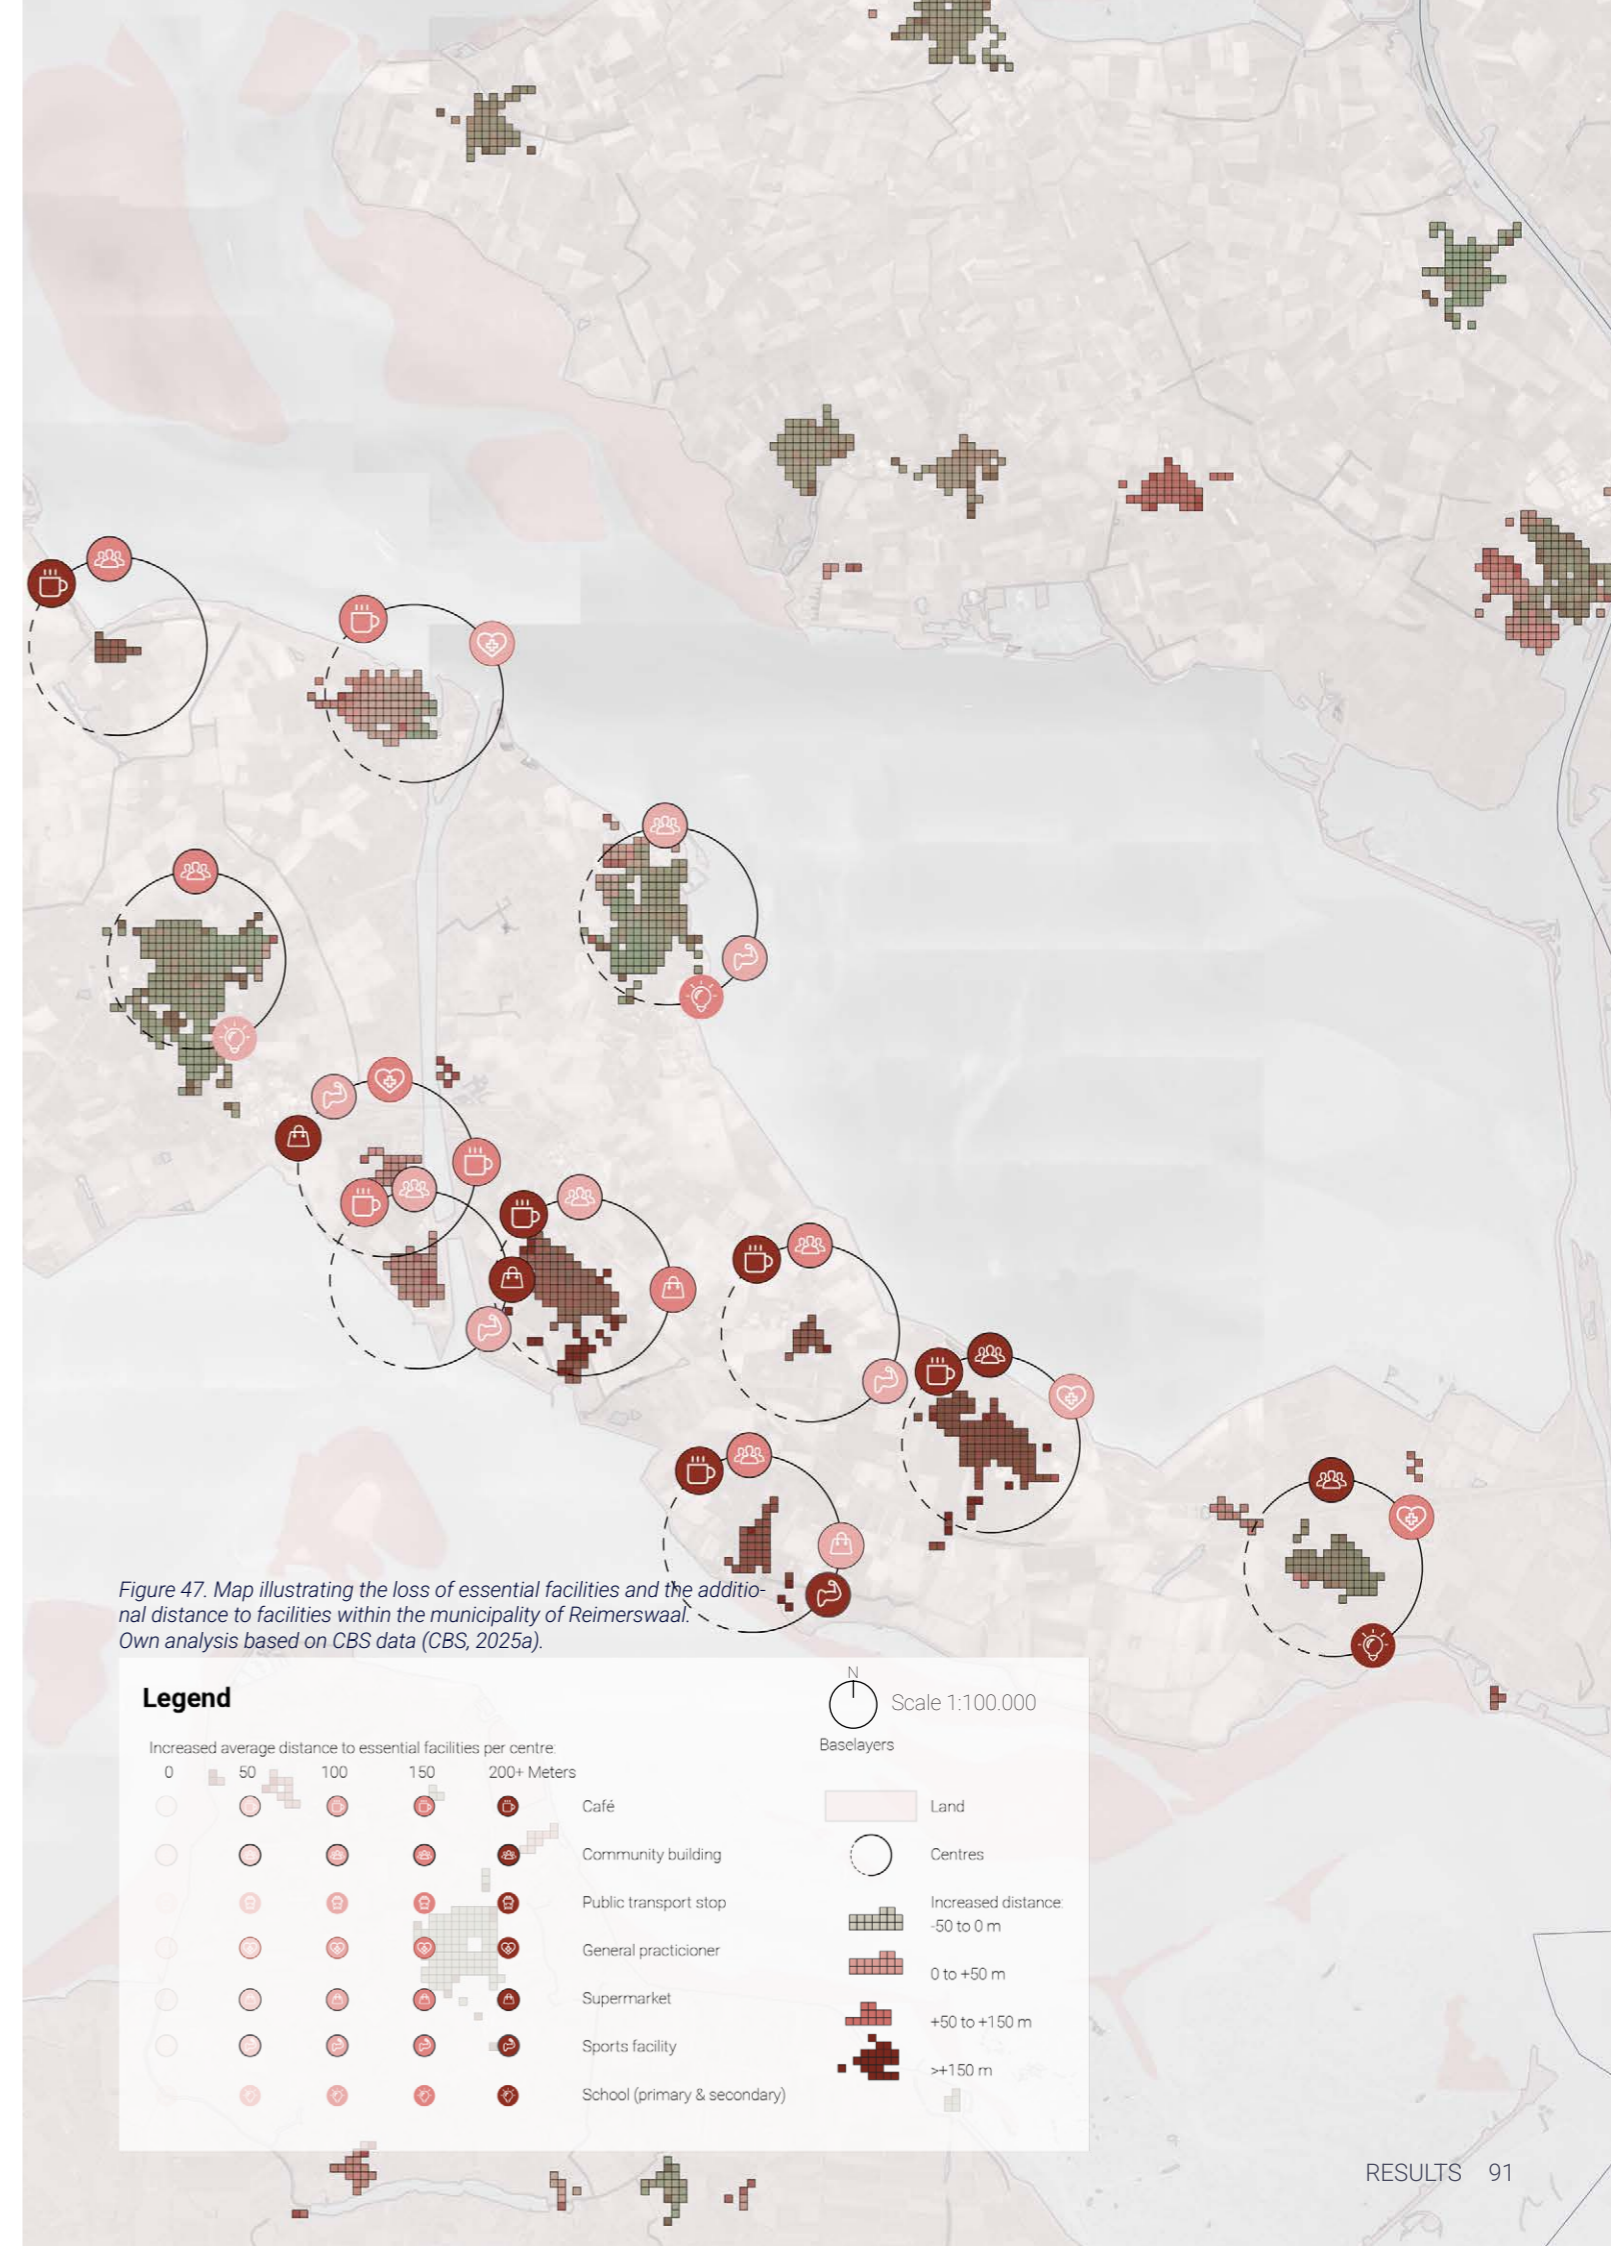 Figure 47. Map illustrating the loss of essential facilities and the additio-
nal distance to facilities within the municipality of Reimerswaal.
Own analysis based on CBS data (CBS, 2025a).
Legend
Increased average distance to essential facilities per centre:
0 50 100 150 200+ Meters
Café
Community building
Public transport stop
General practicioner
Supermarket
Sports facility
School (primary & secondary)
N
Scale 1:100.000
Baselayers
Land
Centres
Increased distance:
-50 to 0 m
0 to +50 m
+50 to +150 m
>+150 m
RESULTS 91